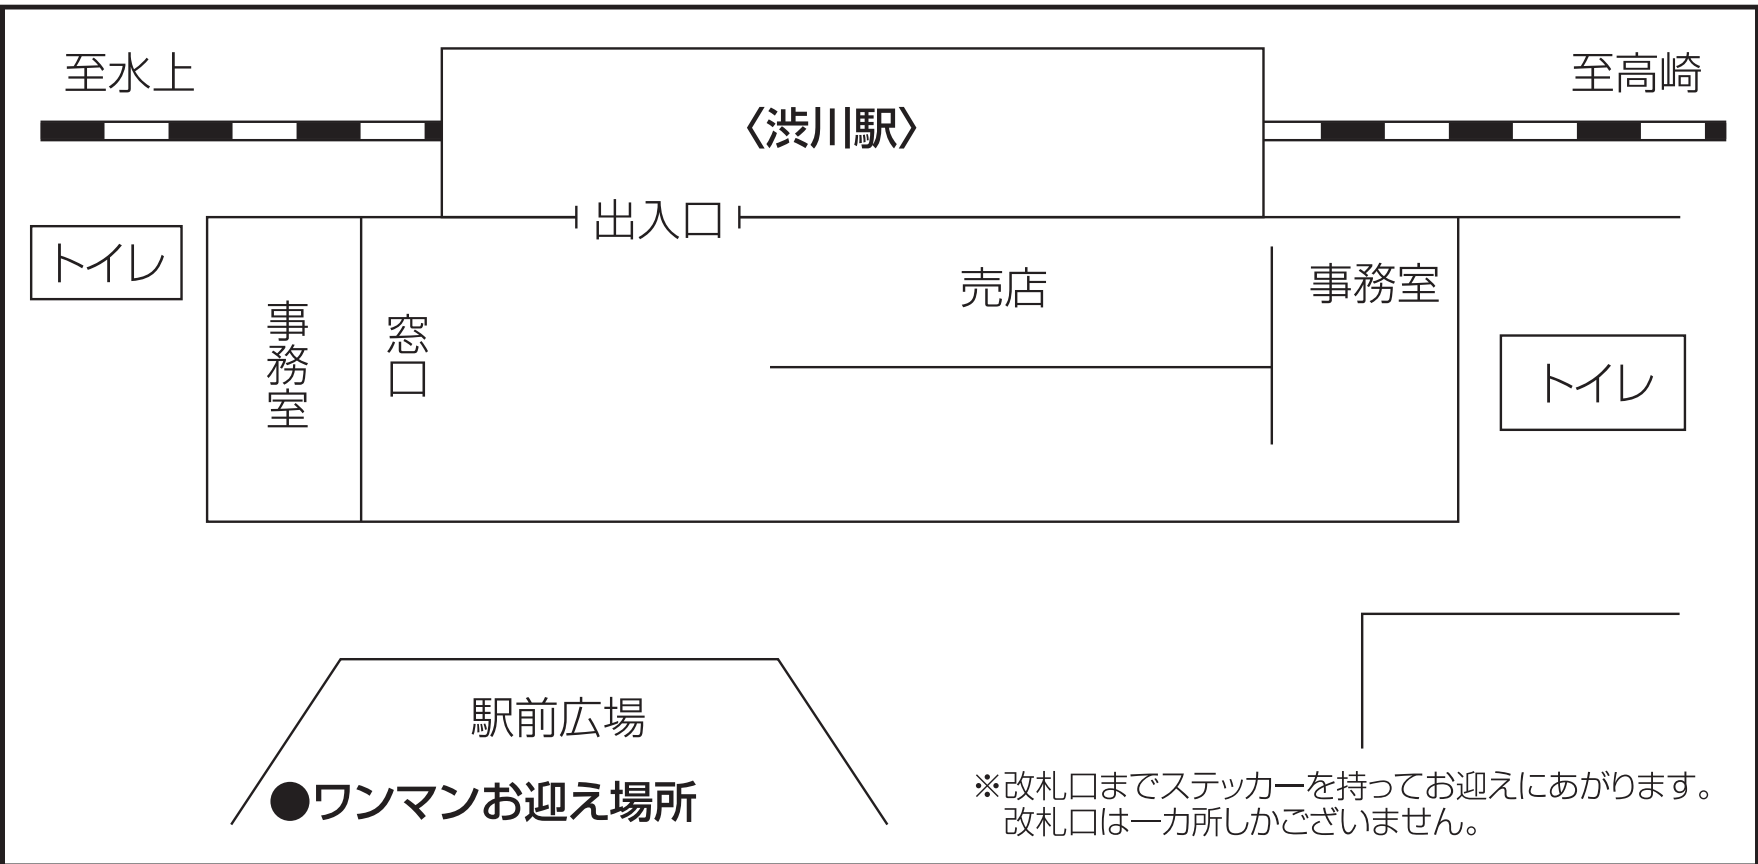 至水上
至高崎
〈渋川駅〉
出入口
トイレ
売店
事務室
事務室
窓口
トイレ
駅前広場
●ワンマンお迎え場所
※改札口までステッカーを持ってお迎えにあがります。
改札口は一カ所しかございません。